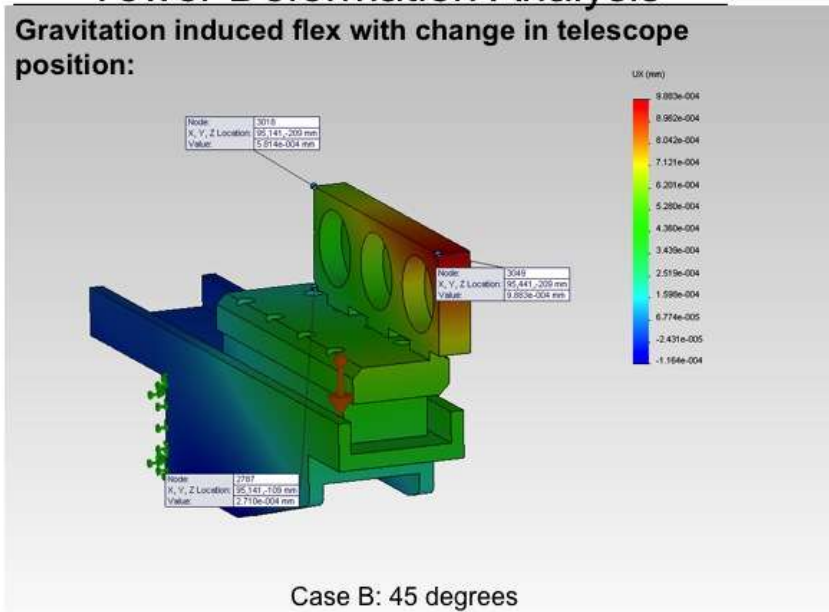 Gravitation induced flex with change in telescope
position:
UX (mm)
9.883e-004
8.962e-004
8.042e-004
7.121e-004
6.201e-004
5.280e-004
4.360e-004
3.439e-004
2.519e-004
1.598e-004
6.774e-005
-2.431e-005
-1.164e-004
Node: 3018
X, Y, Z Location: 95,141,-209 mm
Value: 5.814e-004 mm
Node: 3049
X, Y, Z Location: 95,441,-209 mm
Value: 9.883e-004 mm
Node: 2787
X, Y, Z Location: 95,141,-109 mm
Value: 2.710e-004 mm
Case B: 45 degrees